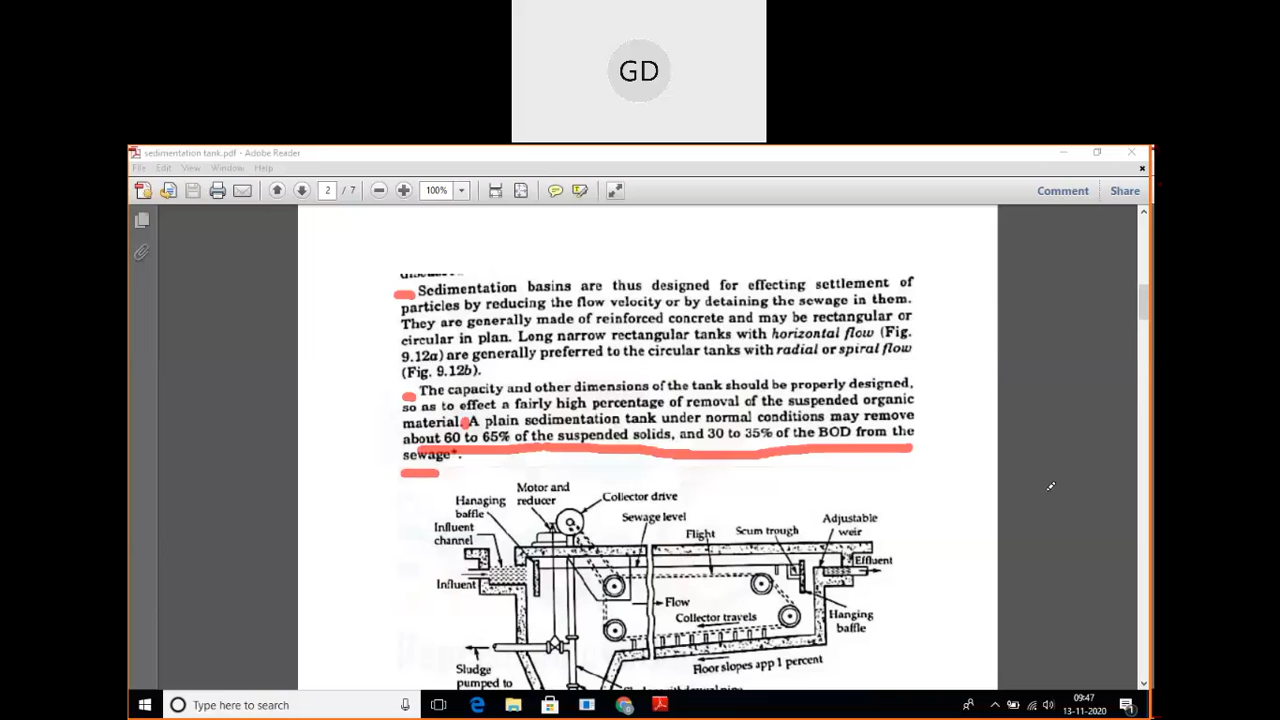 GD
sedimentation tank.pdf - Adobe Reader
File Edit View Window Help
2 / 7 100% Comment Share
Sedimentation basins are thus designed for effecting settlement of
particles by reducing the flow velocity or by detaining the sewage in them.
They are generally made of reinforced concrete and may be rectangular or
circular in plan. Long narrow rectangular tanks with horizontal flow (Fig.
9.12a) are generally preferred to the circular tanks with radial or spiral flow
(Fig. 9.12b).
The capacity and other dimensions of the tank should be properly designed,
so as to effect a fairly high percentage of removal of the suspended organic
material. A plain sedimentation tank under normal conditions may remove
about 60 to 65% of the suspended solids, and 30 to 35% of the BOD from the
sewage*.
Motor and
reducer
Collector drive
Hanaging
baffle
Sewage level
Influent
channel
Flight
Scum trough
Adjustable
weir
Effluent
Influent
Flow
Collector travels
Hanging
baffle
Floor slopes app 1 percent
Sludge
pumped to
Type here to search
09:47
13-11-2020
1